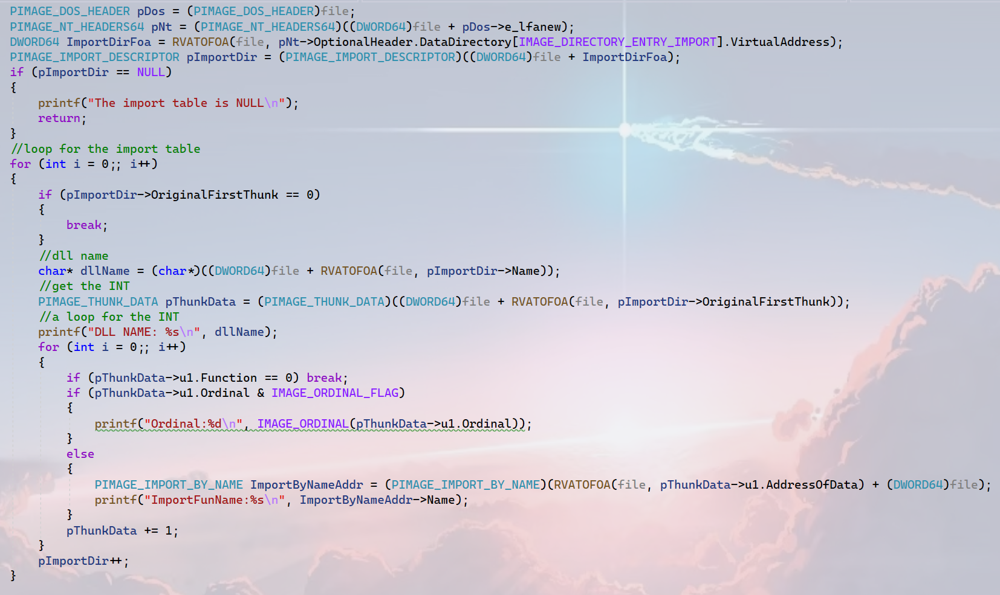 PIMAGE_DOS_HEADER pDos = (PIMAGE_DOS_HEADER)file;
PIMAGE_NT_HEADERS64 pNt = (PIMAGE_NT_HEADERS64)((DWORD64)file + pDos->e_lfanew);
DWORD64 ImportDirFoa = RVATOFOA(file, pNt->OptionalHeader.DataDirectory[IMAGE_DIRECTORY_ENTRY_IMPORT].VirtualAddress);
PIMAGE_IMPORT_DESCRIPTOR pImportDir = (PIMAGE_IMPORT_DESCRIPTOR)((DWORD64)file + ImportDirFoa);
if (pImportDir == NULL)
{
    printf("The import table is NULL\n");
    return;
}
//loop for the import table
for (int i = 0;; i++)
{
    if (pImportDir->OriginalFirstThunk == 0)
    {
        break;
    }
    //dll name
    char* dllName = (char*)((DWORD64)file + RVATOFOA(file, pImportDir->Name));
    //get the INT
    PIMAGE_THUNK_DATA pThunkData = (PIMAGE_THUNK_DATA)((DWORD64)file + RVATOFOA(file, pImportDir->OriginalFirstThunk));
    //a loop for the INT
    printf("DLL NAME: %s\n", dllName);
    for (int i = 0;; i++)
    {
        if (pThunkData->u1.Function == 0) break;
        if (pThunkData->u1.Ordinal & IMAGE_ORDINAL_FLAG)
        {
            printf("Ordinal:%d\n", IMAGE_ORDINAL(pThunkData->u1.Ordinal));
        }
        else
        {
            PIMAGE_IMPORT_BY_NAME ImportByNameAddr = (PIMAGE_IMPORT_BY_NAME)(RVATOFOA(file, pThunkData->u1.AddressOfData) + (DWORD64)file);
            printf("ImportFunName:%s\n", ImportByNameAddr->Name);
        }
        pThunkData += 1;
    }
    pImportDir++;
}